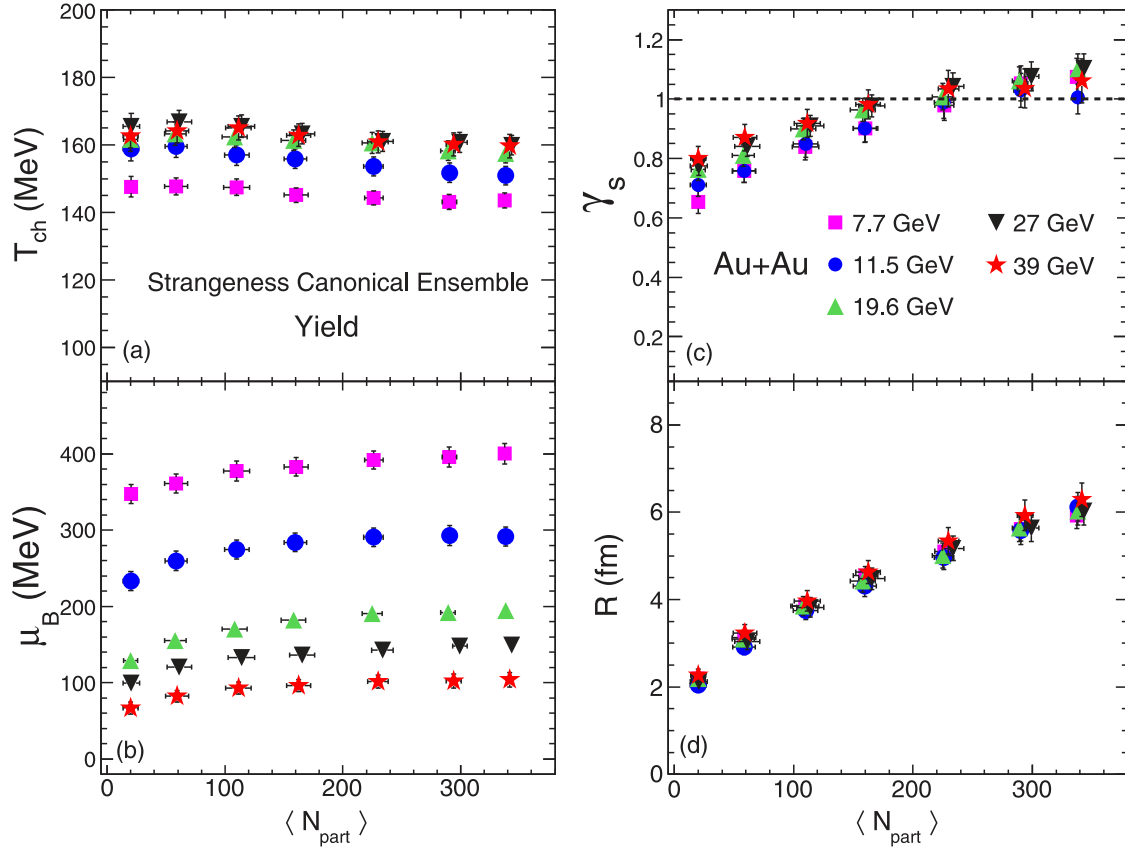 200
180
160
140
120
100
T_ch (MeV)
Strangeness Canonical Ensemble
Yield
(a)
400
300
200
100
0
μ_B (MeV)
(b)
0 100 200 300
⟨ N_part ⟩
1.2
1
0.8
0.6
0.4
0.2
γ_s
7.7 GeV
27 GeV
Au+Au
11.5 GeV
39 GeV
19.6 GeV
(c)
8
6
4
2
0
R (fm)
(d)
0 100 200 300
⟨ N_part ⟩